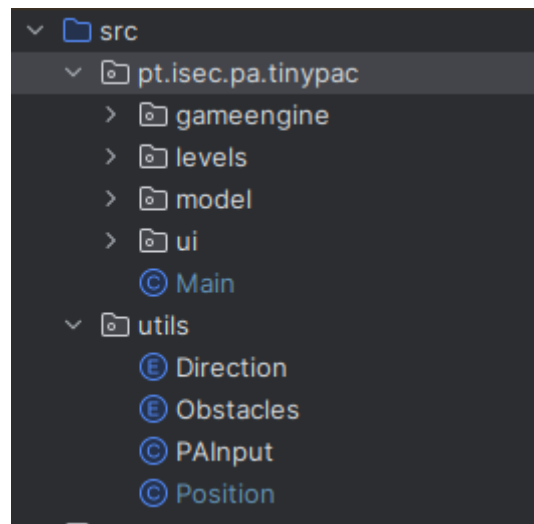 src
pt.isec.pa.tinypac
gameengine
levels
model
ui
C Main
utils
E Direction
E Obstacles
C PAInput
C Position